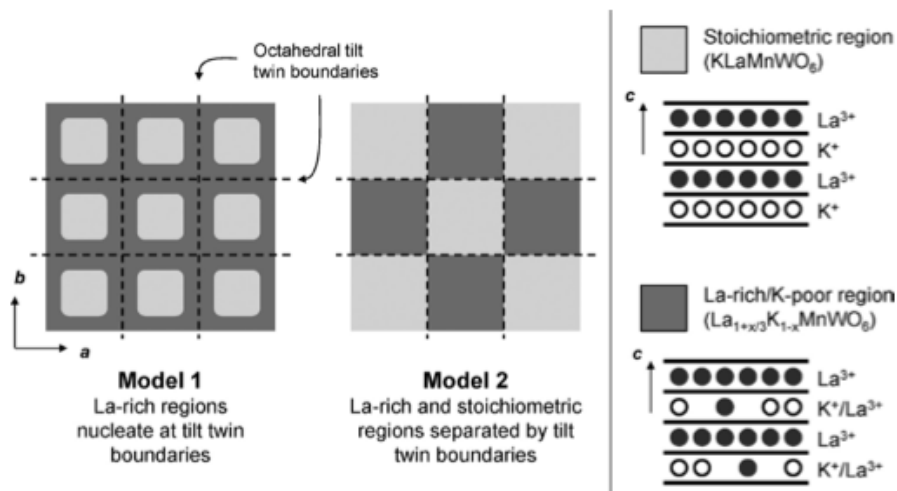 Octahedral tilt
twin boundaries
b
a
Model 1
La-rich regions
nucleate at tilt twin
boundaries
Model 2
La-rich and stoichiometric
regions separated by tilt
twin boundaries
Stoichiometric region
(KLaMnWO₆)
c
La³⁺
K⁺
La³⁺
K⁺
La-rich/K-poor region
(La₁₊ₓ/₃K₁₋ₓMnWO₆)
c
La³⁺
K⁺/La³⁺
La³⁺
K⁺/La³⁺